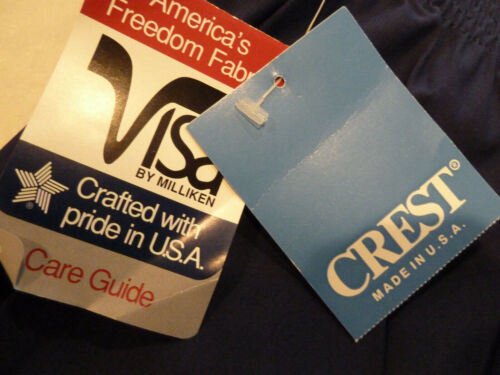 America's
Freedom Fab
Visa
BY MILLIKEN
Crafted with
pride in U.S.A.
Care Guide
CREST®
MADE IN U.S.A.